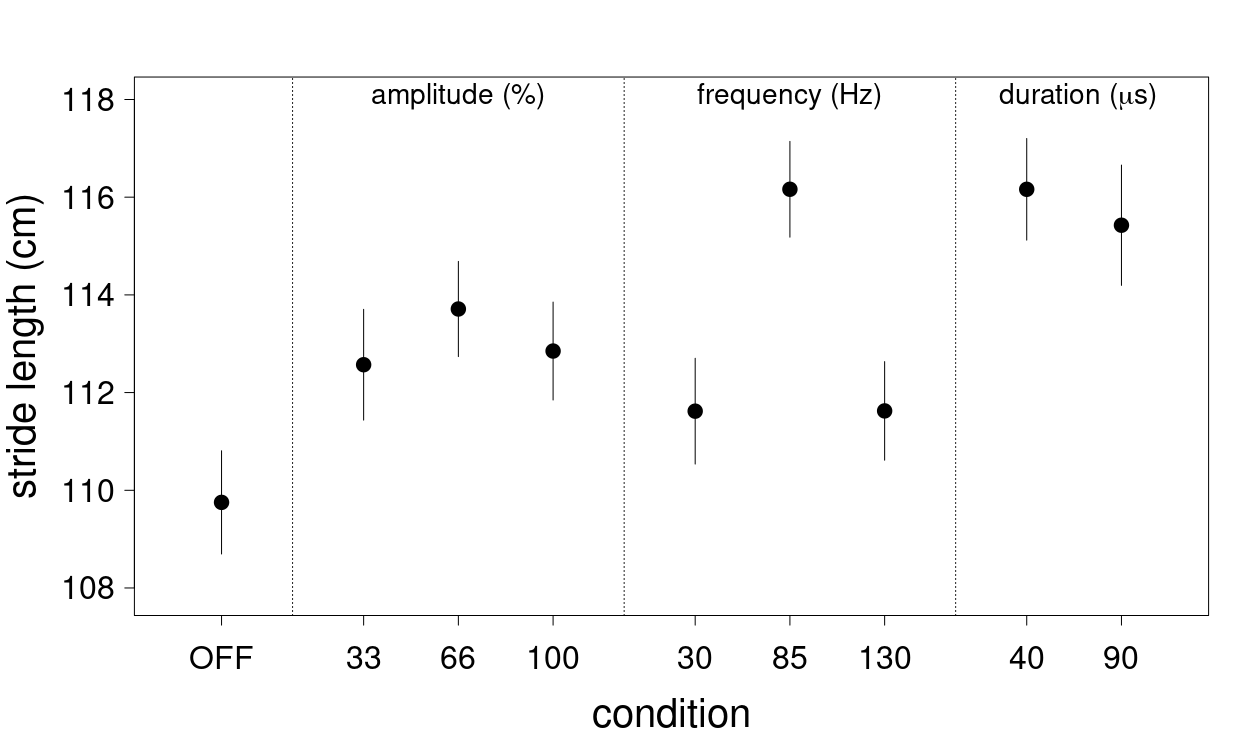 amplitude (%) frequency (Hz) duration (μs)
118
116
114
112
110
108
stride length (cm)
OFF 33 66 100 30 85 130 40 90
condition